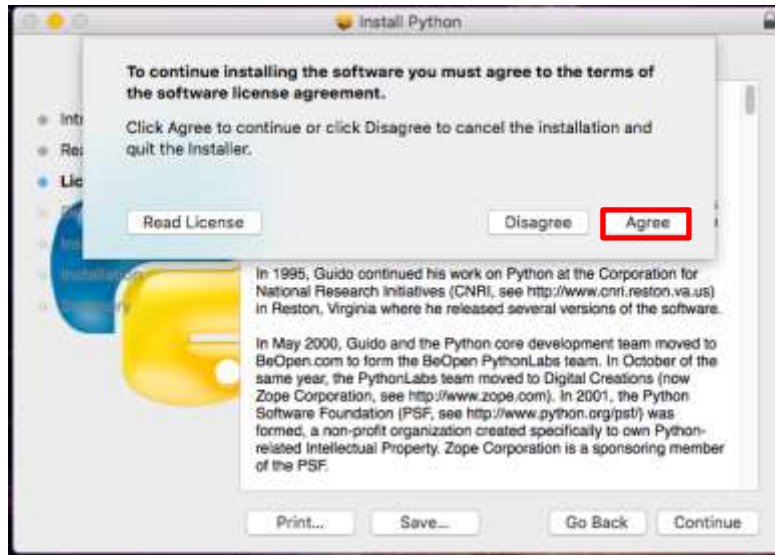 Install Python
To continue installing the software you must agree to the terms of
the software license agreement.
Click Agree to continue or click Disagree to cancel the installation and
quit the Installer.
Read License
Disagree
Agree
Lic
Installation
In 1995, Guido continued his work on Python at the Corporation for
National Research Initiatives (CNRI, see http://www.cnri.reston.va.us)
in Reston, Virginia where he released several versions of the software.
In May 2000, Guido and the Python core development team moved to
BeOpen.com to form the BeOpen PythonLabs team. In October of the
same year, the PythonLabs team moved to Digital Creations (now
Zope Corporation, see http://www.zope.com). In 2001, the Python
Software Foundation (PSF, see http://www.python.org/psf/) was
formed, a non-profit organization created specifically to own Python-
related Intellectual Property. Zope Corporation is a sponsoring member
of the PSF.
Print...
Save...
Go Back
Continue